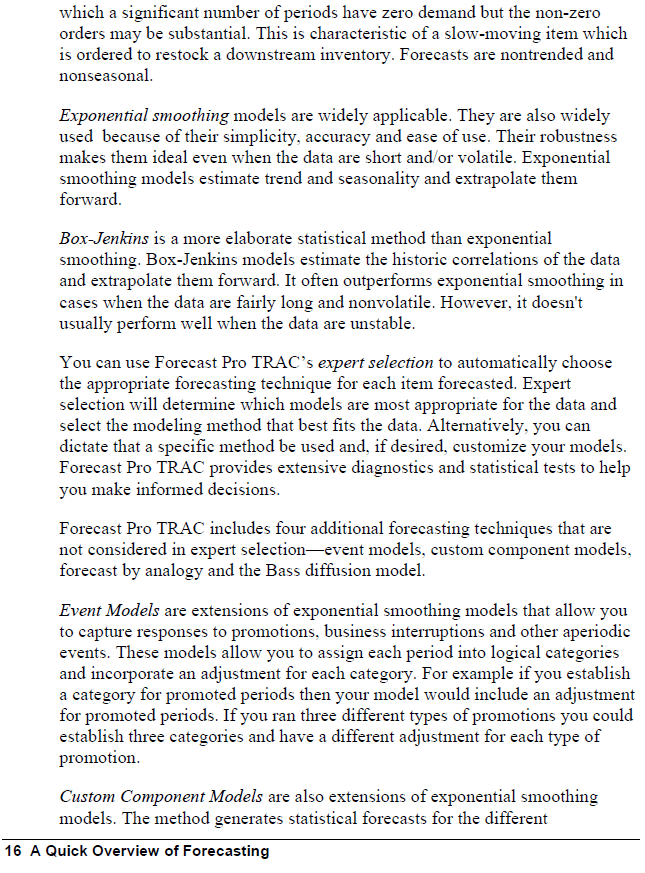 which a significant number of periods have zero demand but the non-zero
orders may be substantial. This is characteristic of a slow-moving item which
is ordered to restock a downstream inventory. Forecasts are nontrended and
nonseasonal.
Exponential smoothing models are widely applicable. They are also widely
used because of their simplicity, accuracy and ease of use. Their robustness
makes them ideal even when the data are short and/or volatile. Exponential
smoothing models estimate trend and seasonality and extrapolate them
forward.
Box-Jenkins is a more elaborate statistical method than exponential
smoothing. Box-Jenkins models estimate the historic correlations of the data
and extrapolate them forward. It often outperforms exponential smoothing in
cases when the data are fairly long and nonvolatile. However, it doesn't
usually perform well when the data are unstable.
You can use Forecast Pro TRAC’s expert selection to automatically choose
the appropriate forecasting technique for each item forecasted. Expert
selection will determine which models are most appropriate for the data and
select the modeling method that best fits the data. Alternatively, you can
dictate that a specific method be used and, if desired, customize your models.
Forecast Pro TRAC provides extensive diagnostics and statistical tests to help
you make informed decisions.
Forecast Pro TRAC includes four additional forecasting techniques that are
not considered in expert selection—event models, custom component models,
forecast by analogy and the Bass diffusion model.
Event Models are extensions of exponential smoothing models that allow you
to capture responses to promotions, business interruptions and other aperiodic
events. These models allow you to assign each period into logical categories
and incorporate an adjustment for each category. For example if you establish
a category for promoted periods then your model would include an adjustment
for promoted periods. If you ran three different types of promotions you could
establish three categories and have a different adjustment for each type of
promotion.
Custom Component Models are also extensions of exponential smoothing
models. The method generates statistical forecasts for the different
16 A Quick Overview of Forecasting